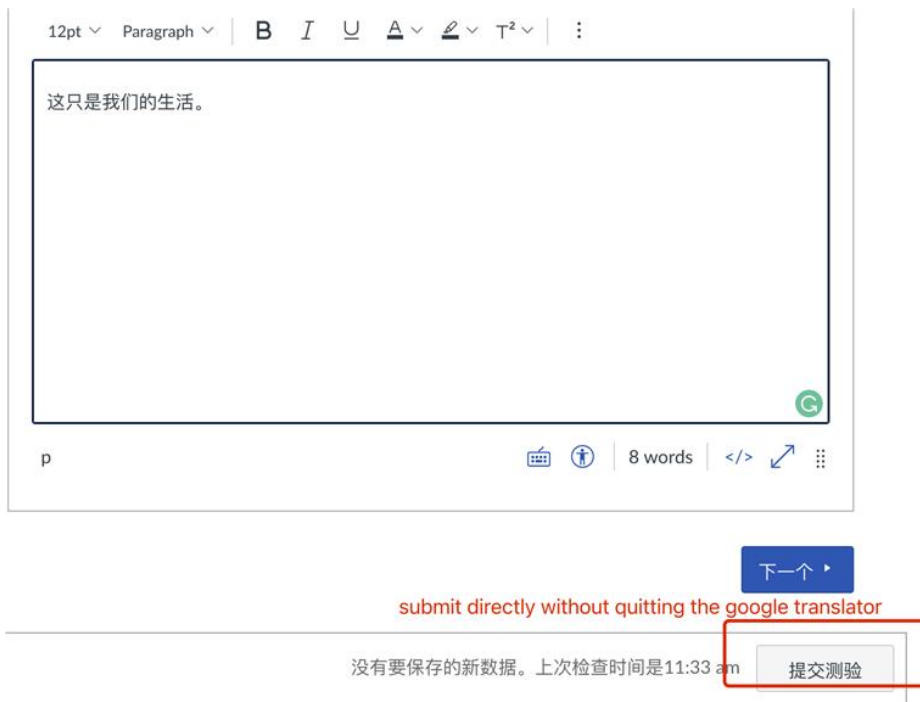 12pt Paragraph B I U A T²
这只是我们的生活。
p 8 words </>
下一个
submit directly without quitting the google translator
没有要保存的新数据。上次检查时间是11:33 am 提交测验